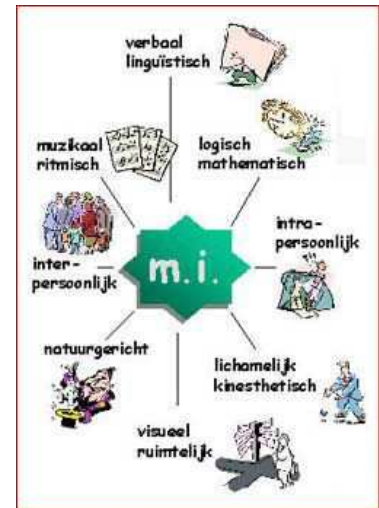 verbaal
linguïstisch
muzikaal
ritmisch
logisch
mathematisch
inter-
persoonlijk
m.i.
intra-
persoonlijk
natuurgericht
lichamelijk
kinesthetisch
visueel
ruimtelijk